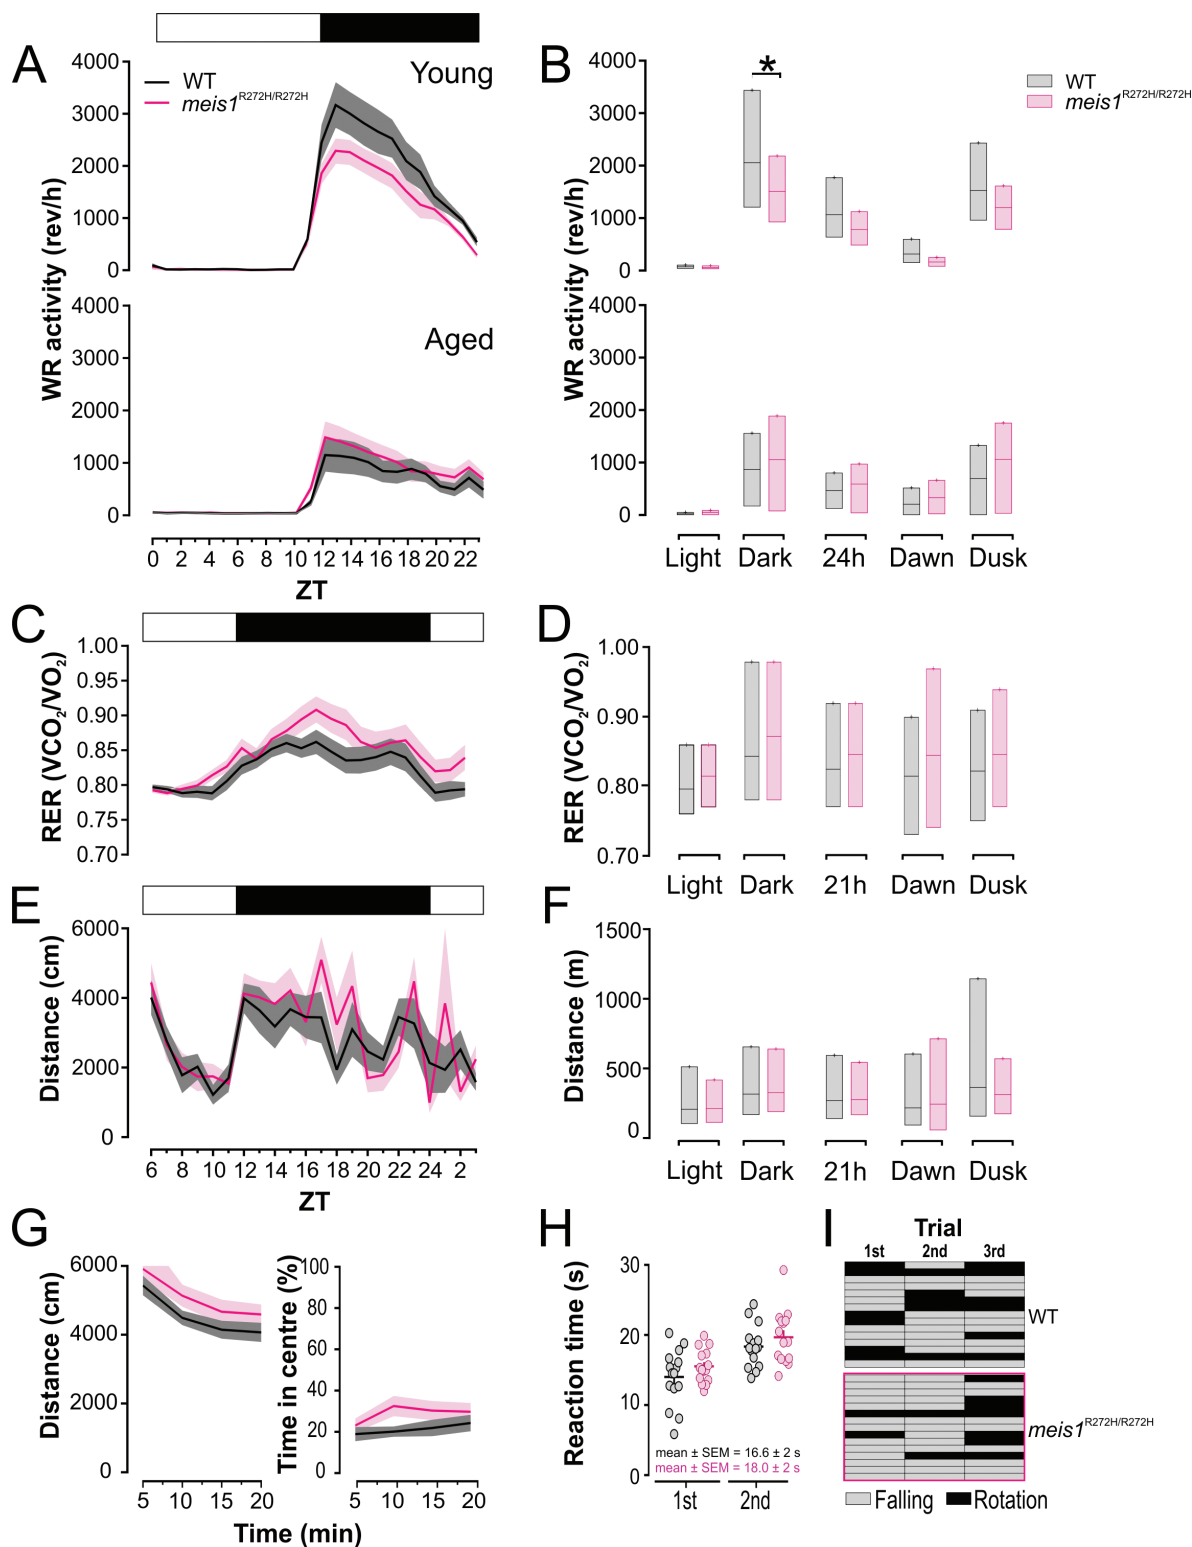 A
Young
WT
meis1R272H/R272H
WR activity (rev/h)
4000
3000
2000
1000
0
Aged
WR activity (rev/h)
4000
3000
2000
1000
0
0 2 4 6 8 10 12 14 16 18 20 22
ZT
B
*
WT
meis1R272H/R272H
WR activity (rev/h)
4000
3000
2000
1000
0
WR activity (rev/h)
4000
3000
2000
1000
0
Light Dark 24h Dawn Dusk
C
RER (VCO2/VO2)
1.00
0.95
0.90
0.85
0.80
0.75
0.70
D
RER (VCO2/VO2)
1.00
0.90
0.80
0.70
Light Dark 21h Dawn Dusk
E
Distance (cm)
6000
4000
2000
0
6 8 10 12 14 16 18 20 22 24 2
ZT
F
Distance (m)
1500
1000
500
0
Light Dark 21h Dawn Dusk
G
Distance (cm)
6000
4000
2000
0
5 10 15 20
Time in centre (%)
100
80
60
40
20
0
5 10 15 20
Time (min)
H
Reaction time (s)
30
20
10
0
mean ± SEM = 16.6 ± 2 s
mean ± SEM = 18.0 ± 2 s
1st 2nd
I
Trial
1st 2nd 3rd
WT
meis1R272H/R272H
Falling Rotation